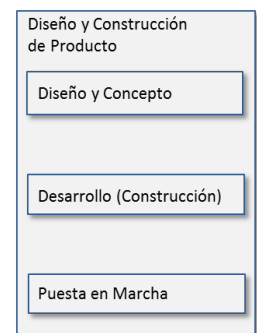 Diseño y Construcción
de Producto
Diseño y Concepto
Desarrollo (Construcción)
Puesta en Marcha